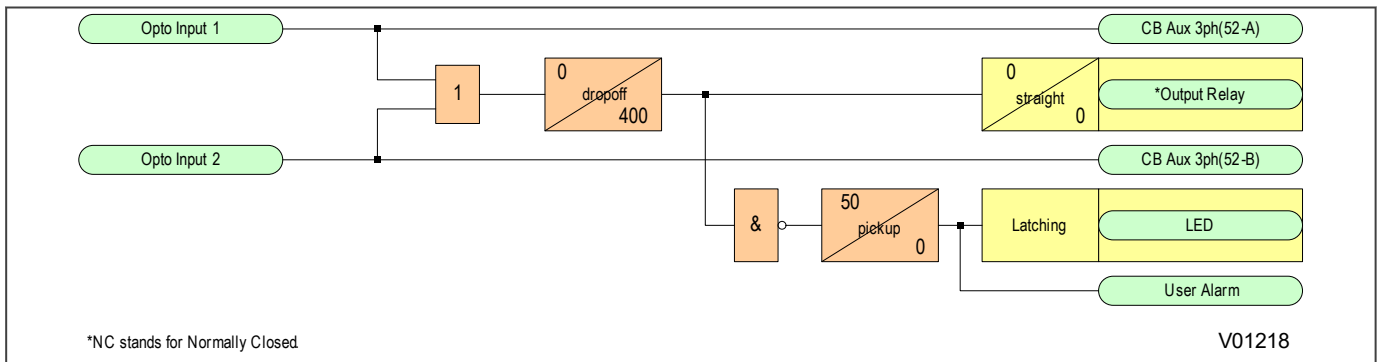 Opto Input 1
CB Aux 3ph(52-A)
1
0
dropoff
400
0
straight
0
*Output Relay
Opto Input 2
CB Aux 3ph(52-B)
&
50
pickup
0
Latching
LED
User Alarm
*NC stands for Normally Closed.
V01218